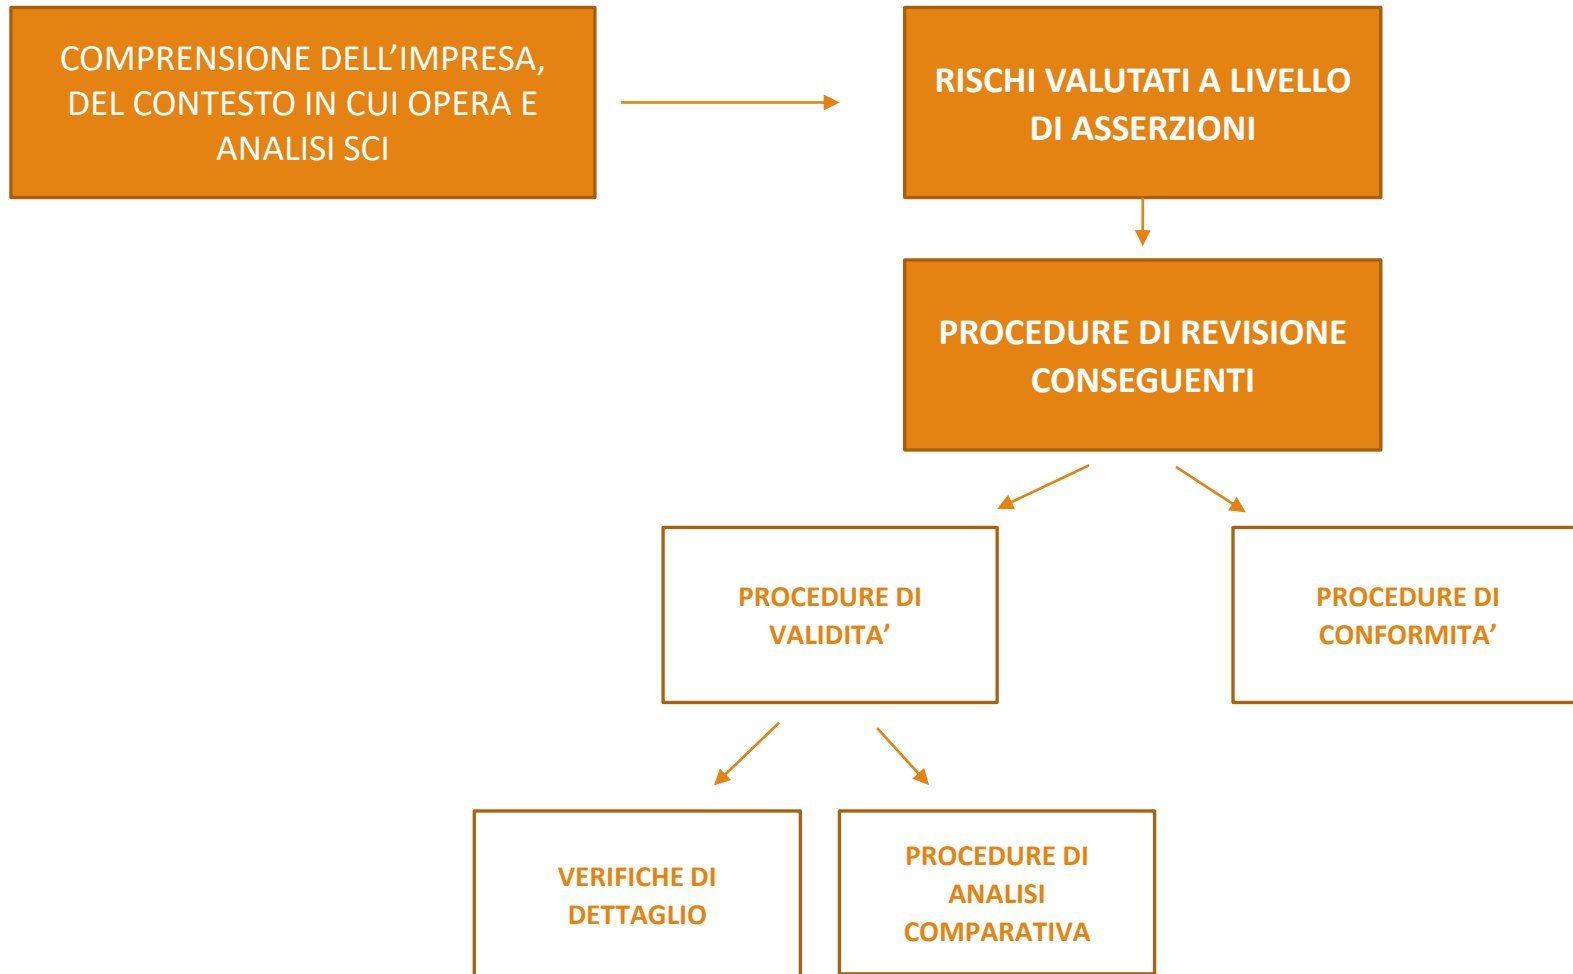 COMPRENSIONE DELL’IMPRESA,
DEL CONTESTO IN CUI OPERA E
ANALISI SCI
RISCHI VALUTATI A LIVELLO
DI ASSERZIONI
PROCEDURE DI REVISIONE
CONSEGUENTI
PROCEDURE DI
VALIDITA’
PROCEDURE DI
CONFORMITA’
VERIFICHE DI
DETTAGLIO
PROCEDURE DI
ANALISI
COMPARATIVA